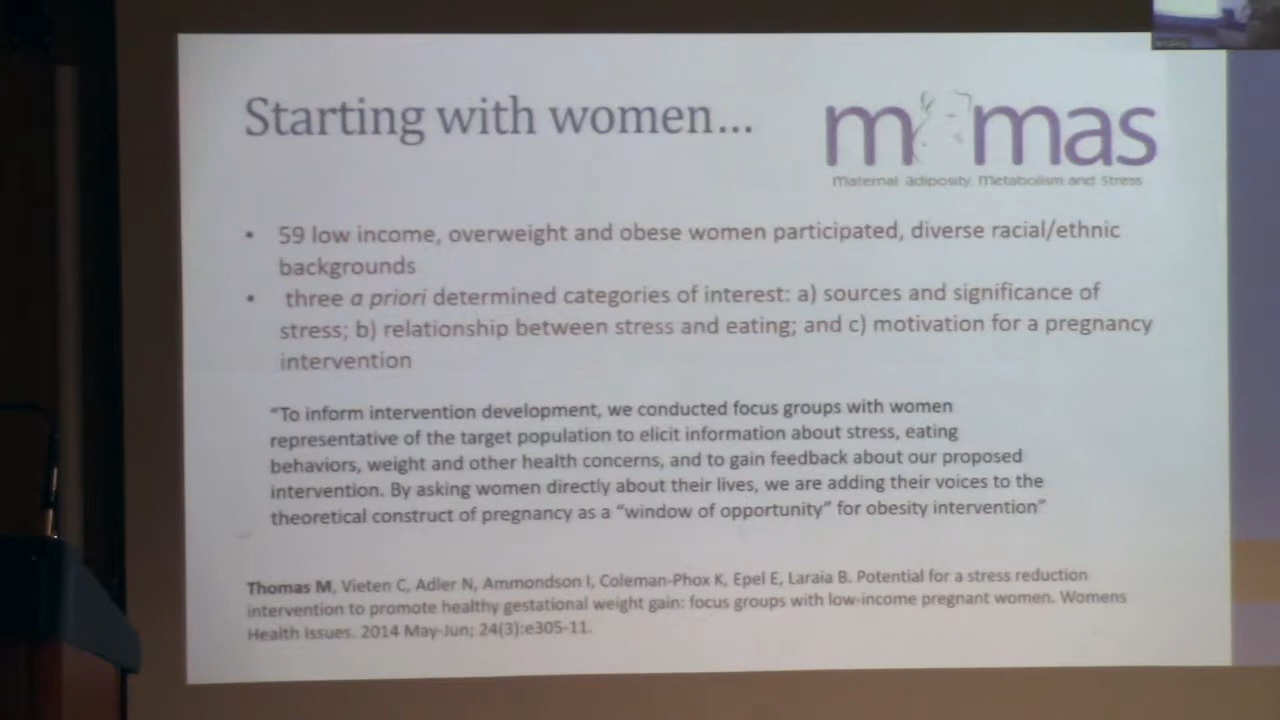 Starting with women...
m mas
Maternal Adiposity, Metabolism and Stress
• 59 low income, overweight and obese women participated, diverse racial/ethnic
backgrounds
• three a priori determined categories of interest: a) sources and significance of
stress; b) relationship between stress and eating; and c) motivation for a pregnancy
intervention
“To inform intervention development, we conducted focus groups with women
representative of the target population to elicit information about stress, eating
behaviors, weight and other health concerns, and to gain feedback about our proposed
intervention. By asking women directly about their lives, we are adding their voices to the
theoretical construct of pregnancy as a “window of opportunity” for obesity intervention”
Thomas M, Vieten C, Adler N, Ammondson I, Coleman-Phox K, Epel E, Laraia B. Potential for a stress reduction
intervention to promote healthy gestational weight gain: focus groups with low-income pregnant women. Womens
Health Issues. 2014 May-Jun; 24(3):e305-11.